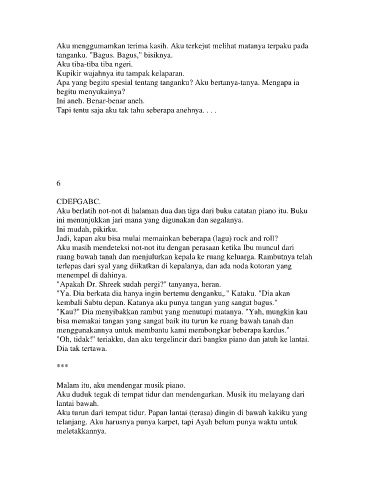 Aku menggumamkan terima kasih. Aku terkejut melihat matanya terpaku pada
tanganku. "Bagus. Bagus," bisiknya.
Aku tiba-tiba tiba ngeri.
Kupikir wajahnya itu tampak kelaparan.
Apa yang begitu spesial tentang tanganku? Aku bertanya-tanya. Mengapa ia
begitu menyukainya?
Ini aneh. Benar-benar aneh.
Tapi tentu saja aku tak tahu seberapa anehnya. . . .
6
CDEFGABC.
Aku berlatih not-not di halaman dua dan tiga dari buku catatan piano itu. Buku
ini menunjukkan jari mana yang digunakan dan segalanya.
Ini mudah, pikirku.
Jadi, kapan aku bisa mulai memainkan beberapa (lagu) rock and roll?
Aku masih mendeteksi not-not itu dengan perasaan ketika Ibu muncul dari
ruang bawah tanah dan menjulurkan kepala ke ruang keluarga. Rambutnya telah
terlepas dari syal yang diikatkan di kepalanya, dan ada noda kotoran yang
menempel di dahinya.
"Apakah Dr. Shreek sudah pergi?" tanyanya, heran.
"Ya. Dia berkata dia hanya ingin bertemu denganku,." Kataku. "Dia akan
kembali Sabtu depan. Katanya aku punya tangan yang sangat bagus."
"Kau?" Dia menyibakkan rambut yang menutupi matanya. "Yah, mungkin kau
bisa memakai tangan yang sangat baik itu turun ke ruang bawah tanah dan
menggunakannya untuk membantu kami membongkar beberapa kardus."
"Oh, tidak!" teriakku, dan aku tergelincir dari bangku piano dan jatuh ke lantai.
Dia tak tertawa.
***
Malam itu, aku mendengar musik piano.
Aku duduk tegak di tempat tidur dan mendengarkan. Musik itu melayang dari
lantai bawah.
Aku turun dari tempat tidur. Papan lantai (terasa) dingin di bawah kakiku yang
telanjang. Aku harusnya punya karpet, tapi Ayah belum punya waktu untuk
meletakkannya.